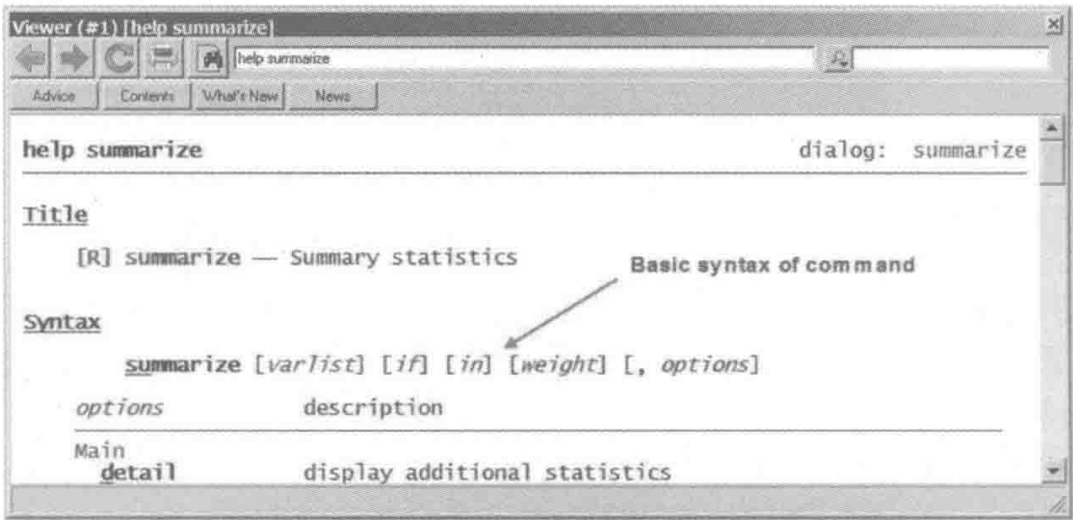 Viewer (#1) [help summarize]
help summarize
Advice Contents What's New News
help summarize dialog: summarize
Title
[R] summarize — Summary statistics
Basic syntax of command
Syntax
summarize [varlist] [if] [in] [weight] [, options]
options description
Main
detail display additional statistics